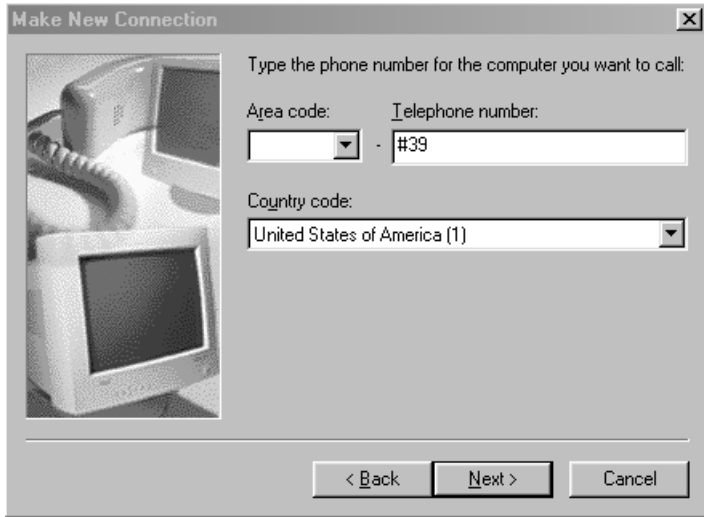 Make New Connection
Type the phone number for the computer you want to call:
Area code: Telephone number:
- #39
Country code:
United States of America (1)
< Back Next > Cancel